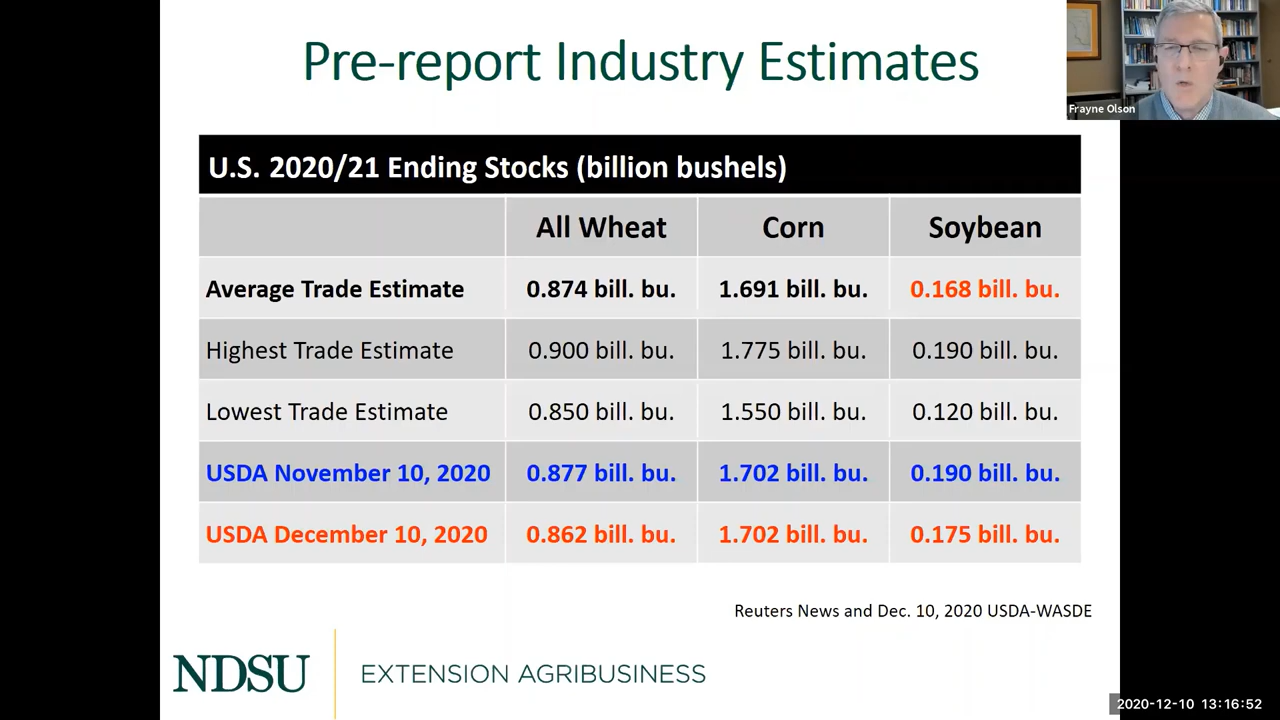 Pre-report Industry Estimates
Frayne Olson
U.S. 2020/21 Ending Stocks (billion bushels)
All Wheat Corn Soybean
Average Trade Estimate 0.874 bill. bu. 1.691 bill. bu. 0.168 bill. bu.
Highest Trade Estimate 0.900 bill. bu. 1.775 bill. bu. 0.190 bill. bu.
Lowest Trade Estimate 0.850 bill. bu. 1.550 bill. bu. 0.120 bill. bu.
USDA November 10, 2020 0.877 bill. bu. 1.702 bill. bu. 0.190 bill. bu.
USDA December 10, 2020 0.862 bill. bu. 1.702 bill. bu. 0.175 bill. bu.
Reuters News and Dec. 10, 2020 USDA-WASDE
NDSU EXTENSION AGRIBUSINESS
2020-12-10 13:16:52